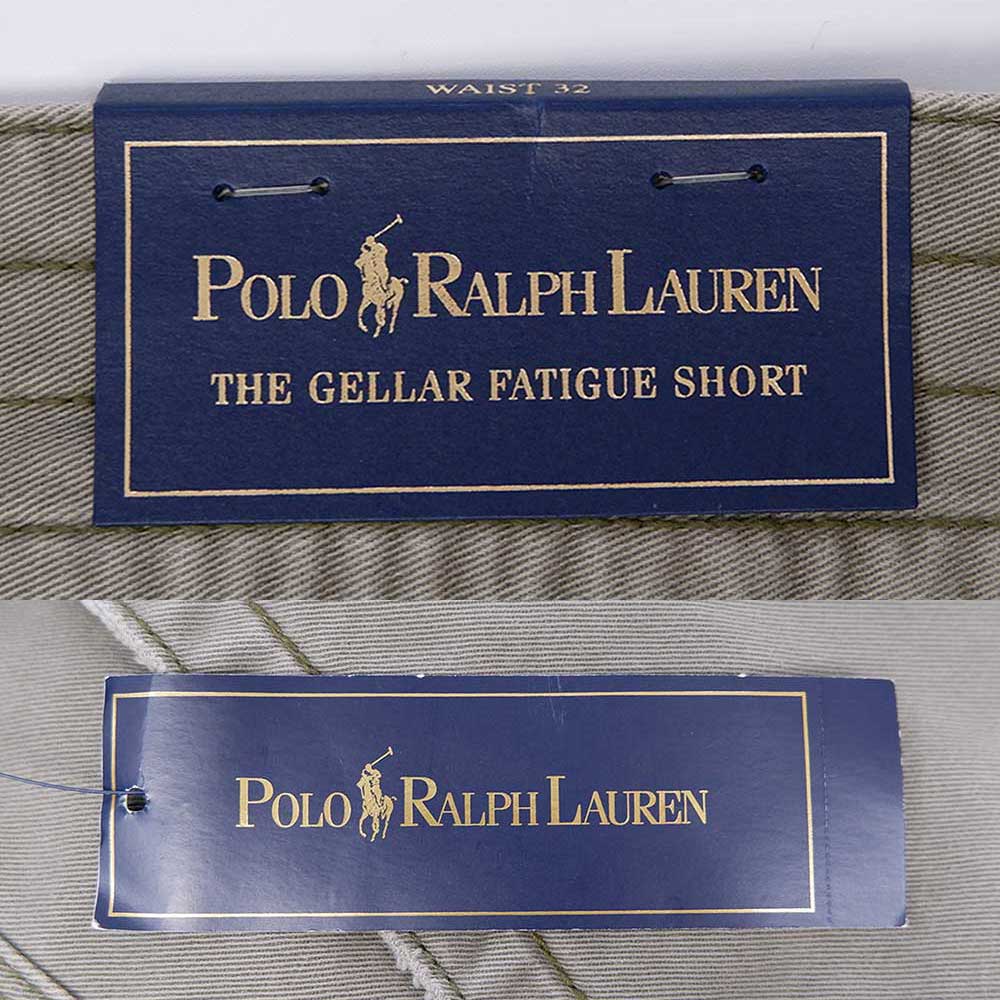 WAIST 32
POLO RALPH LAUREN
THE GELLAR FATIGUE SHORT
POLO RALPH LAUREN